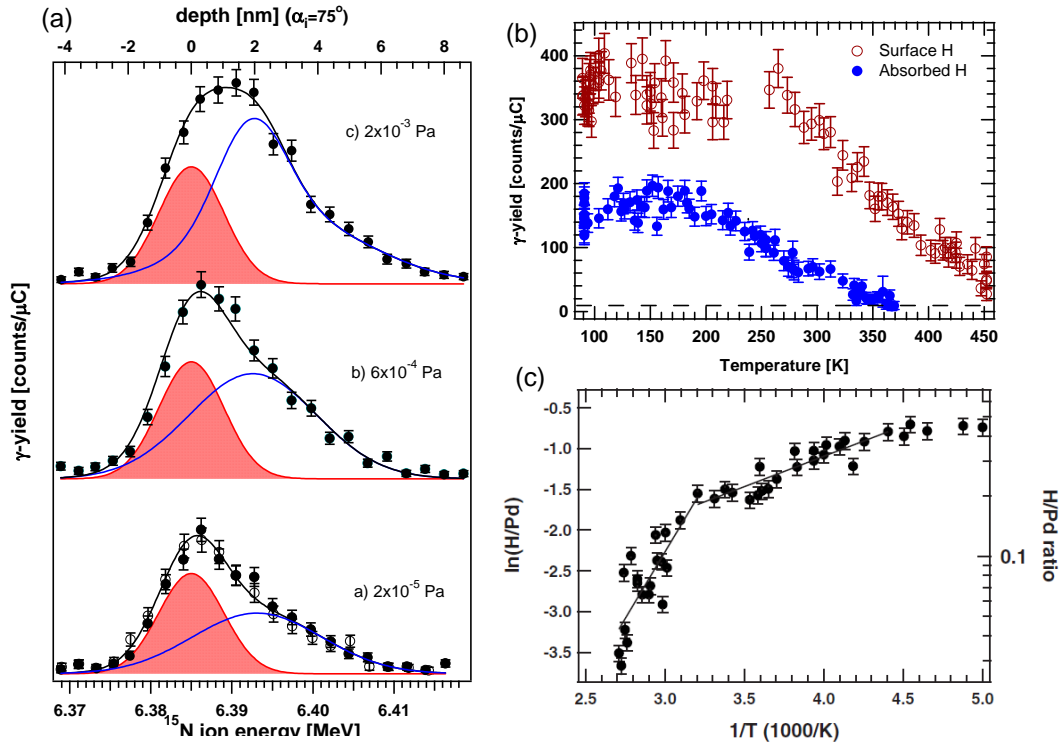 (a)
depth [nm] (αi=75°)
-4 -2 0 2 4 6 8
c) 2x10-3 Pa
b) 6x10-4 Pa
a) 2x10-5 Pa
γ-yield [counts/μC]
6.37 6.38 6.39 6.40 6.41
15N ion energy [MeV]
(b)
Surface H
Absorbed H
γ-yield [counts/μC]
400
300
200
100
0
100 150 200 250 300 350 400 450
Temperature [K]
(c)
ln(H/Pd)
-0.5
-1.0
-1.5
-2.0
-2.5
-3.0
-3.5
0.1
H/Pd ratio
2.5 3.0 3.5 4.0 4.5 5.0
1/T (1000/K)